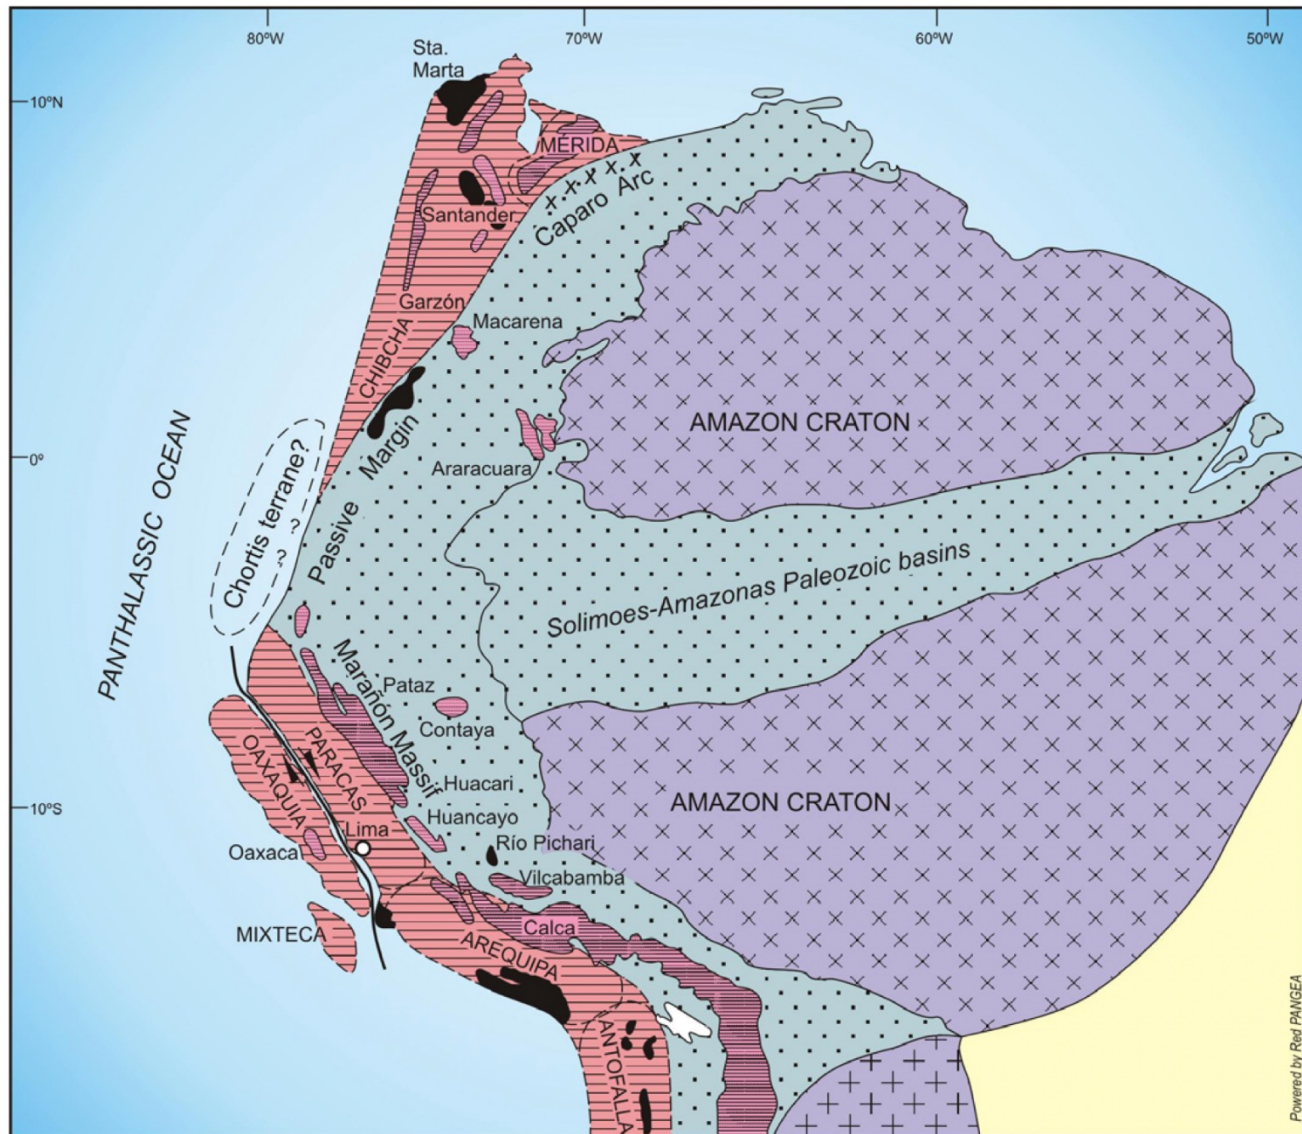 80ºW
70ºW
60ºW
50ºW
Sta.
Marta
10ºN
MÉRIDA
Caparo Arc
Santander
Garzón
Macarena
CHIBCHA
AMAZON CRATON
Passive Margin
Araracuara
0º
Chortis terrane?
?
?
PANTHALASSIC OCEAN
Solimoes-Amazonas Paleozoic basins
Marañón Massif
Pataz
Contaya
OAXAQUIA
PARACAS
Huacari
10ºS
AMAZON CRATON
Huancayo
Lima
Río Pichari
Oaxaca
Vilcabamba
Calca
MIXTECA
AREQUIPA
ANTOFALLA
Powered by Red PANGEA